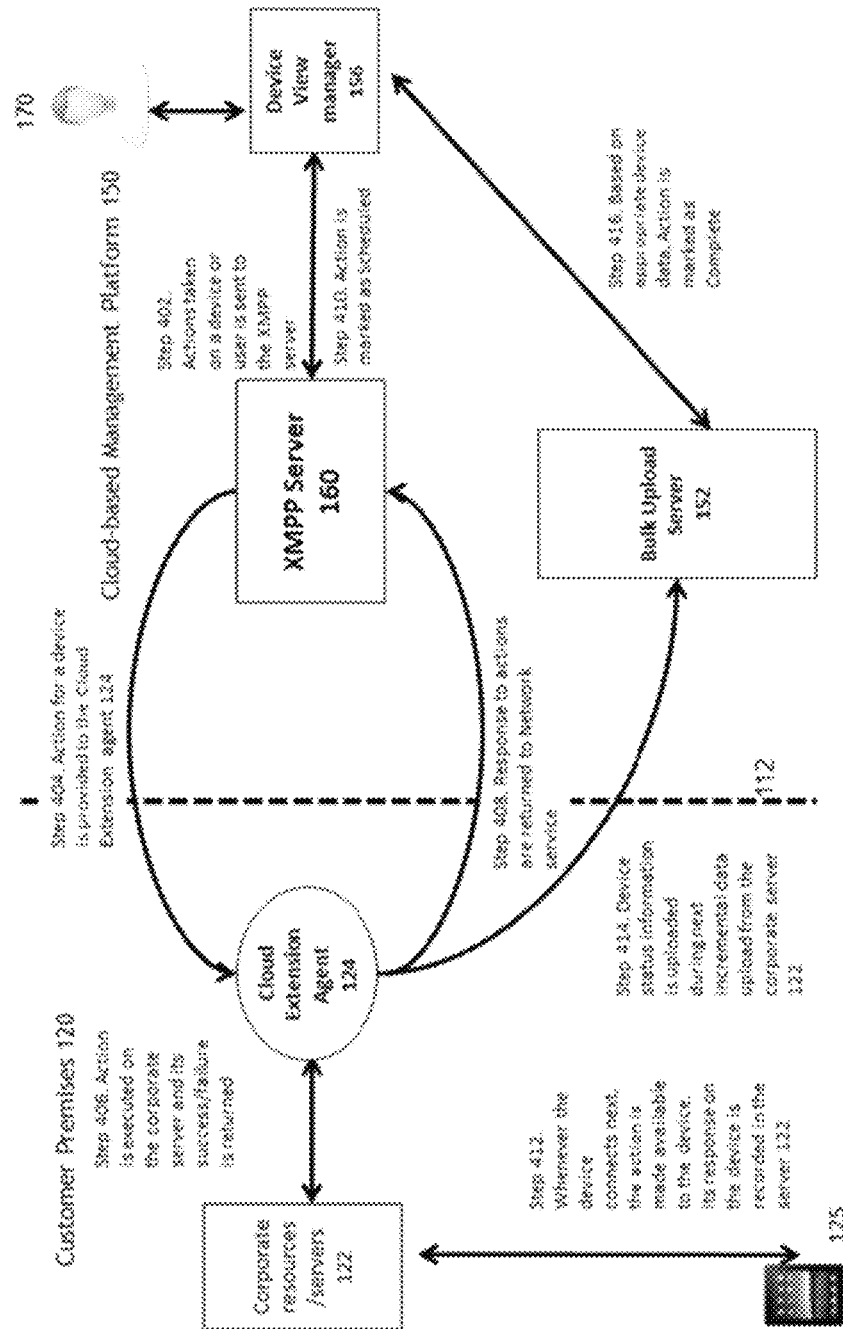 Customer Premises 120
Cloud-based Management Platform 150
170
Step 406. Action
is executed on
the corporate
server and its
success/failure
is returned
Step 404. Action for a device
is provided to the Cloud
Extension agent 124
Step 402.
Actions taken
on a device or
user is sent to
the XMPP
server
Step 410. Action is
marked as Scheduled
Corporate
resources
/servers
122
Cloud
Extension
Agent
124
XMPP Server
160
Device
View
manager
156
Step 408. Response to actions
are returned to Network
service
Step 412.
Whenever the
device
connects next,
the action is
made available
to the device.
Its response on
the device is
recorded in the
server 122
Step 414. Device
status information
is uploaded
during next
incremental data
upload from the
corporate server
122
112
Bulk Upload
Server
152
Step 416. Based on
appropriate device
data, Action is
marked as
Complete
125